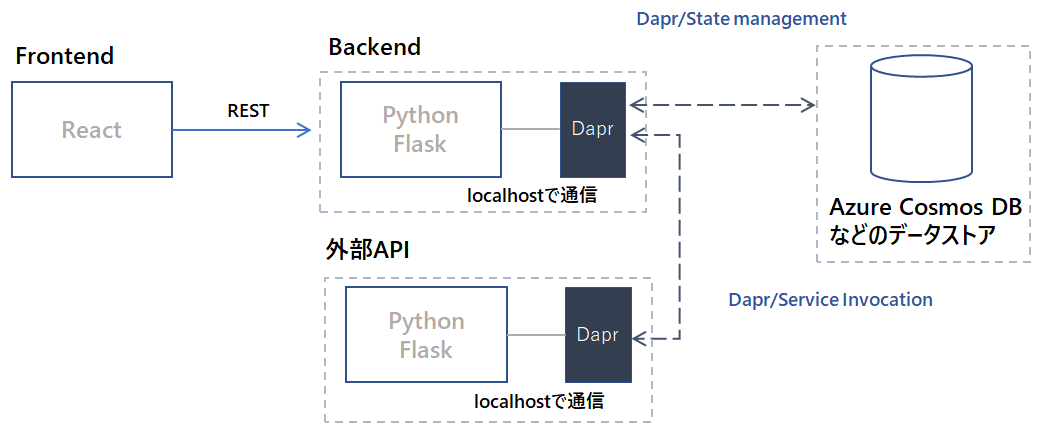 Dapr/State management
Frontend
Backend
React
REST
Python
Flask
Dapr
localhostで通信
Azure Cosmos DB
などのデータストア
外部API
Dapr/Service Invocation
Python
Flask
Dapr
localhostで通信